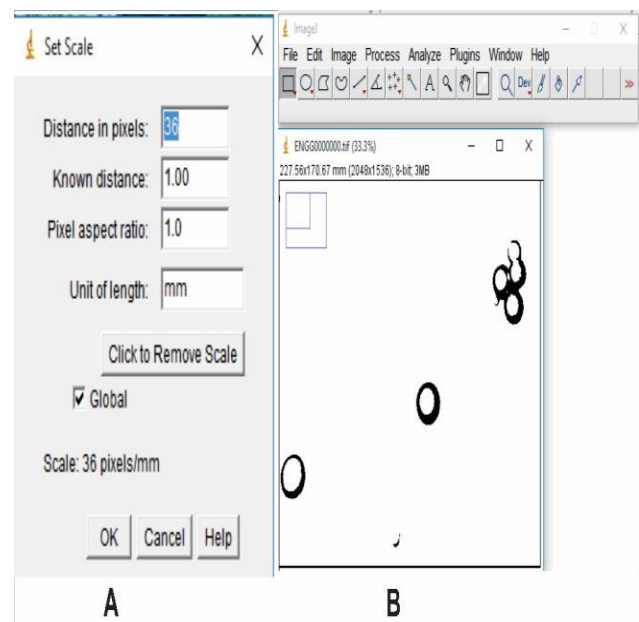 Set Scale X
Distance in pixels: 36
Known distance: 1.00
Pixel aspect ratio: 1.0
Unit of length: mm
Click to Remove Scale
Global
Scale: 36 pixels/mm
OK Cancel Help
A
ImageJ
File Edit Image Process Analyze Plugins Window Help
A Dev
ENGG0000000.tif (33.3%)
227.56x170.67 mm (2048x1536); 8-bit; 3MB
B